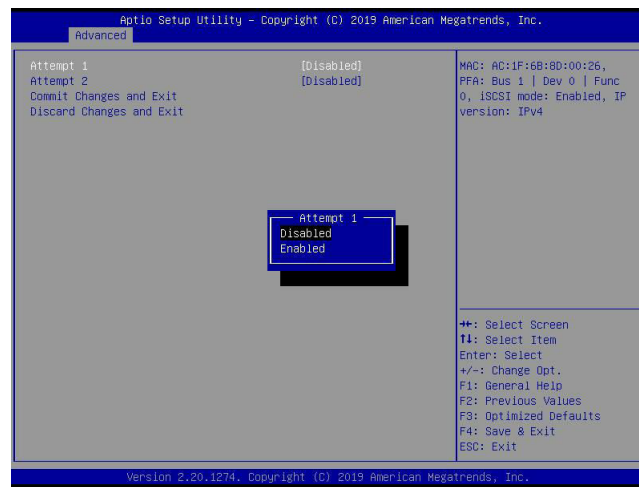 Aptio Setup Utility – Copyright (C) 2019 American Megatrends, Inc.
Advanced
Attempt 1 [Disabled]
Attempt 2 [Disabled]
Commit Changes and Exit
Discard Changes and Exit
MAC: AC:1F:6B:8D:00:26,
PFA: Bus 1 | Dev 0 | Func
0, iSCSI mode: Enabled, IP
version: IPv4
Attempt 1
Disabled
Enabled
→←: Select Screen
↑↓: Select Item
Enter: Select
+/-: Change Opt.
F1: General Help
F2: Previous Values
F3: Optimized Defaults
F4: Save & Exit
ESC: Exit
Version 2.20.1274. Copyright (C) 2019 American Megatrends, Inc.